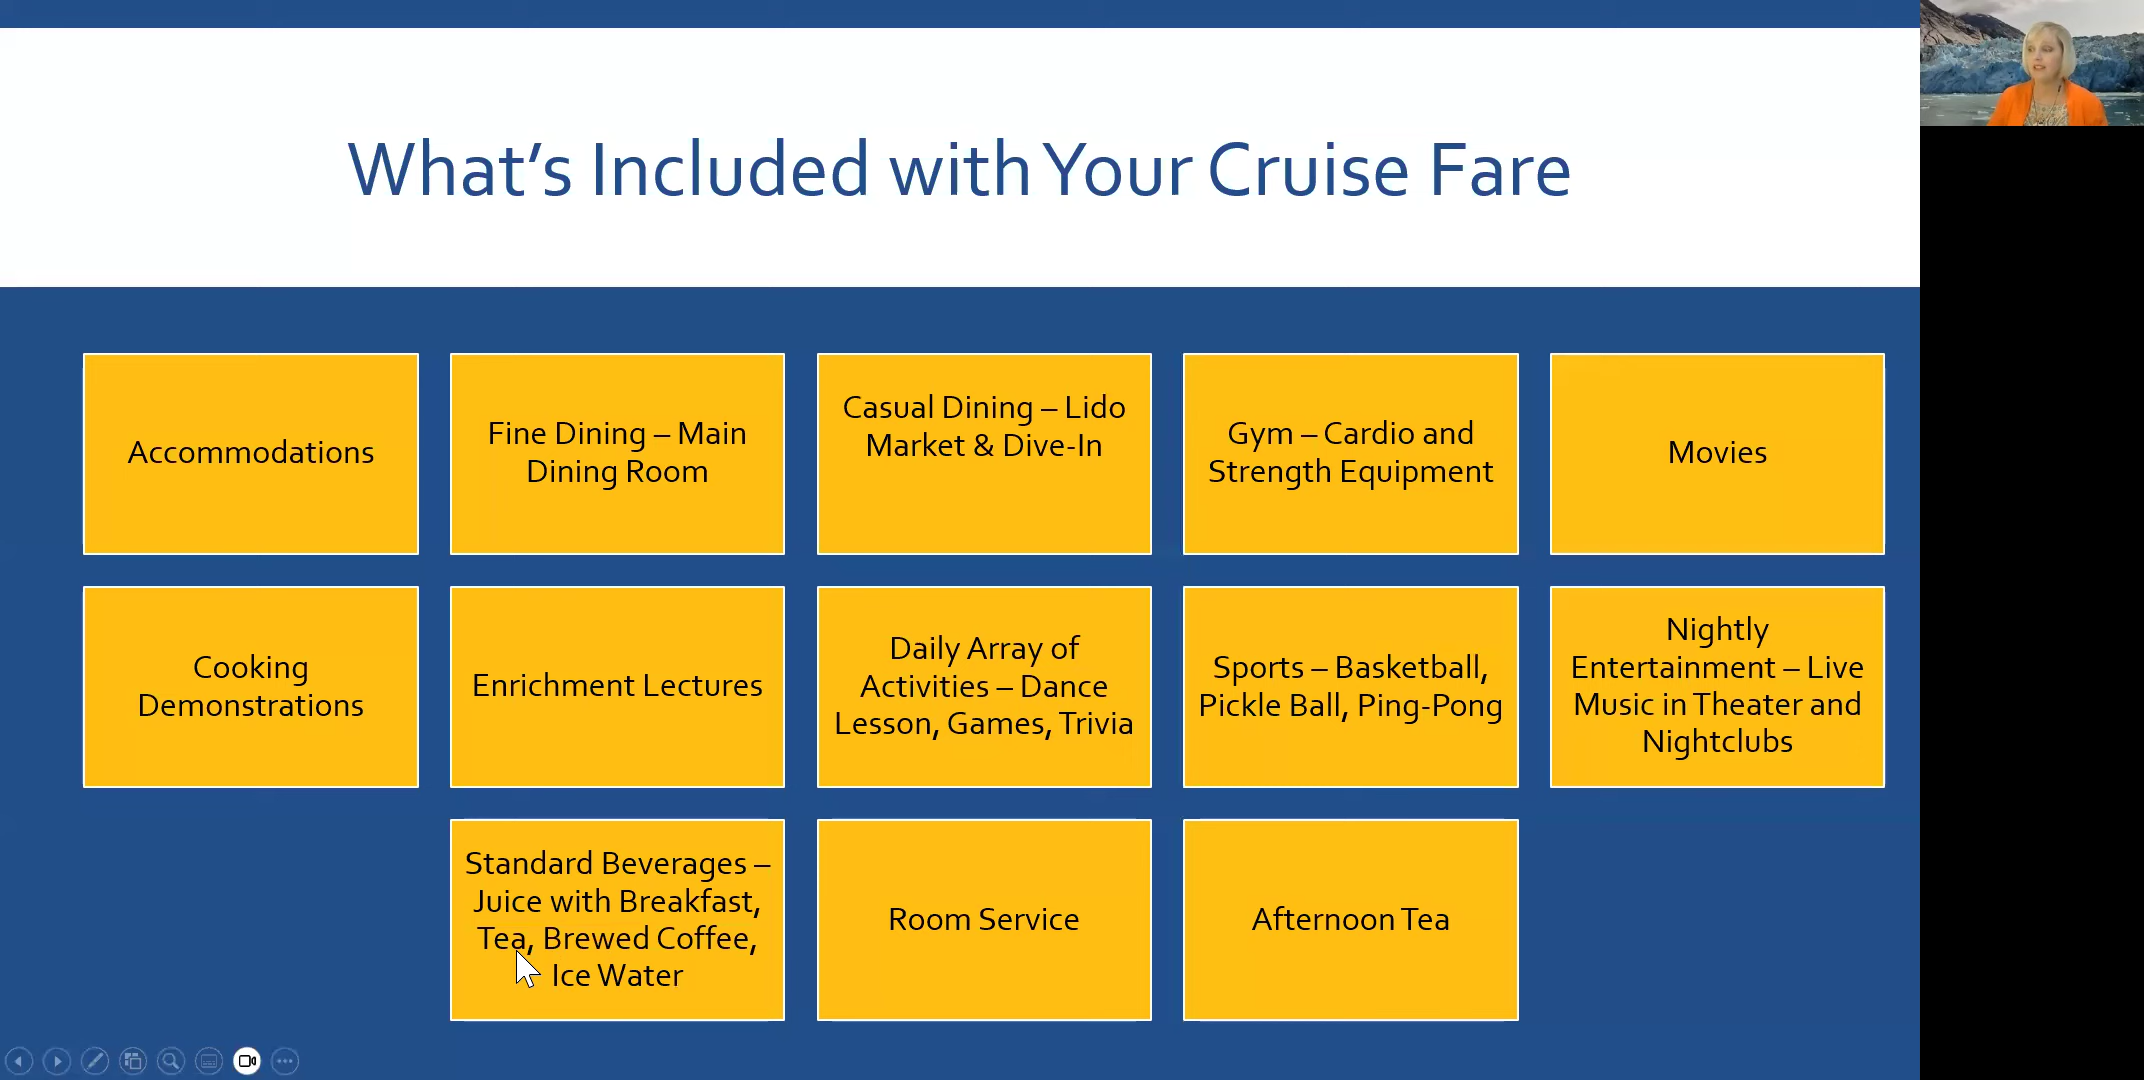 What’s Included with Your Cruise Fare
Accommodations
Fine Dining – Main
Dining Room
Casual Dining – Lido
Market & Dive-In
Gym – Cardio and
Strength Equipment
Movies
Cooking
Demonstrations
Enrichment Lectures
Daily Array of
Activities – Dance
Lesson, Games, Trivia
Sports – Basketball,
Pickle Ball, Ping-Pong
Nightly
Entertainment – Live
Music in Theater and
Nightclubs
Standard Beverages –
Juice with Breakfast,
Tea, Brewed Coffee,
Ice Water
Room Service
Afternoon Tea